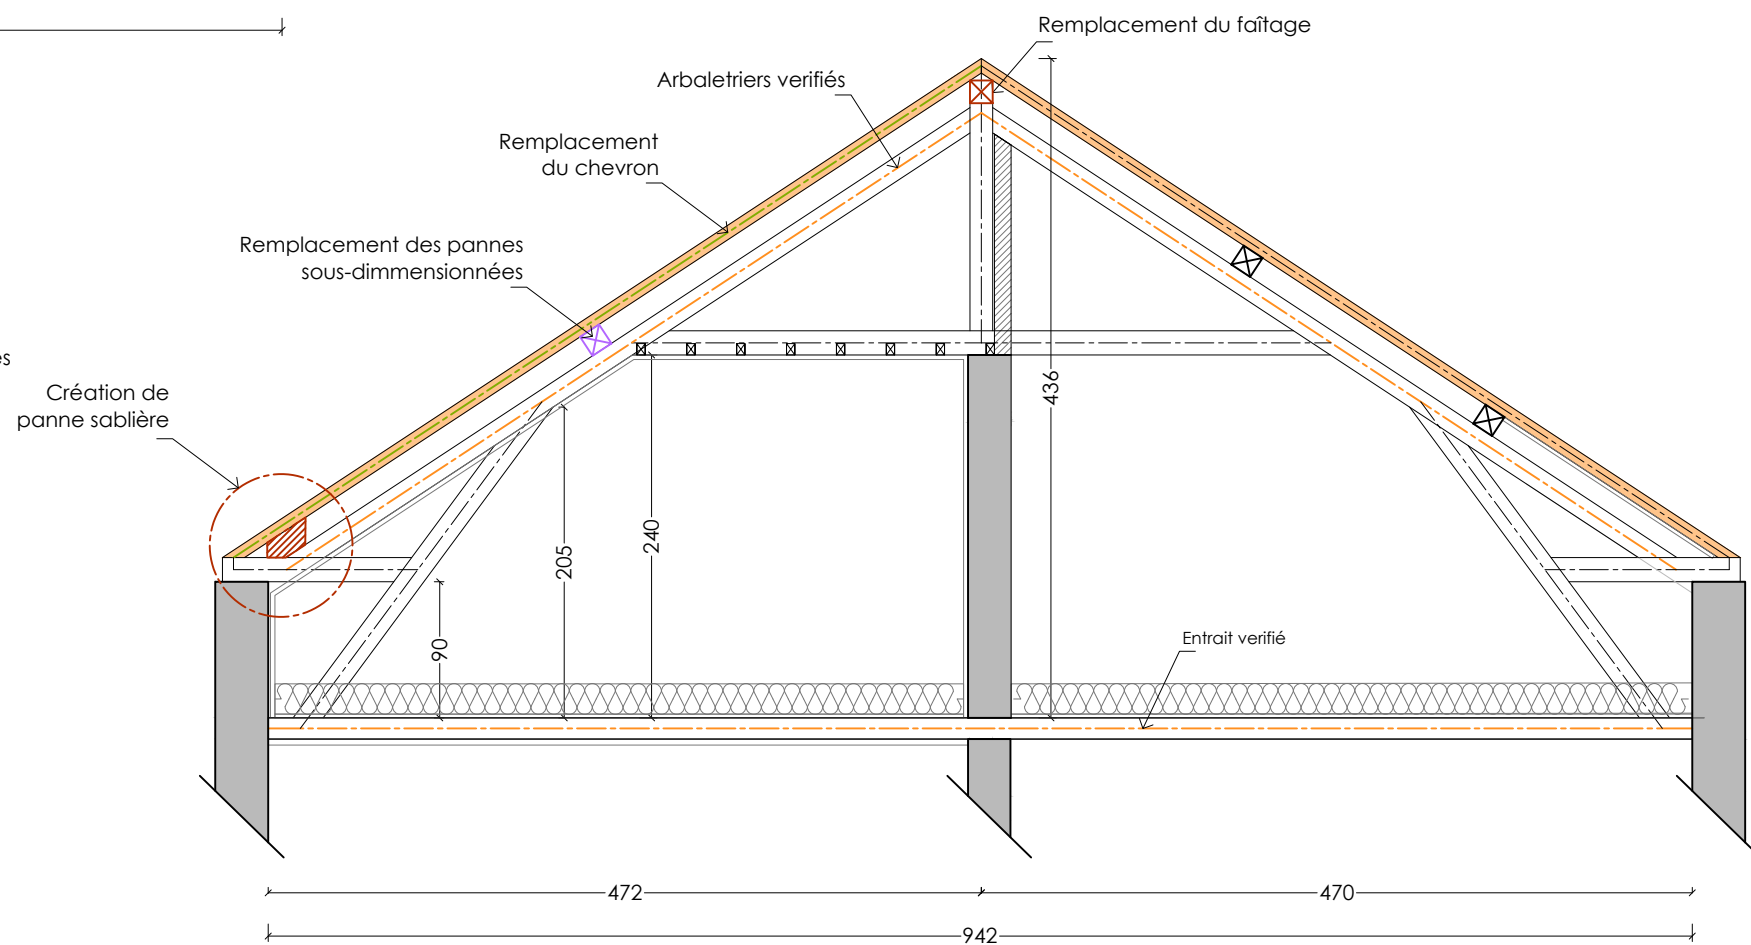 Remplacement du faîtage
Arbaletriers verifiés
Remplacement
du chevron
Remplacement des pannes
sous-dimmensionnées
Création de
panne sablière
436
240
205
90
Entrait verifié
472
470
942